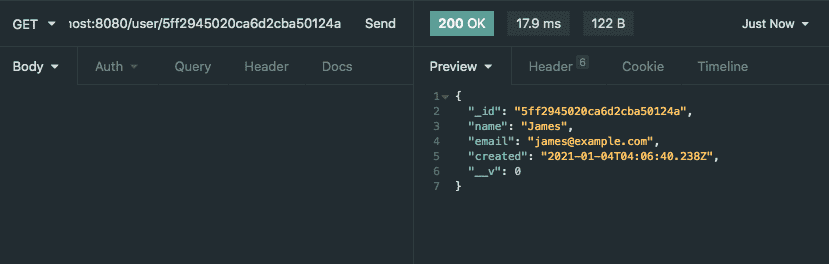 GET ost:8080/user/5ff2945020ca6d2cba50124a Send
200 OK 17.9 ms 122 B Just Now
Body Auth Query Header Docs
Preview Header 6 Cookie Timeline
1 {
2 "_id": "5ff2945020ca6d2cba50124a",
3 "name": "James",
4 "email": "james@example.com",
5 "created": "2021-01-04T04:06:40.238Z",
6 "__v": 0
7 }